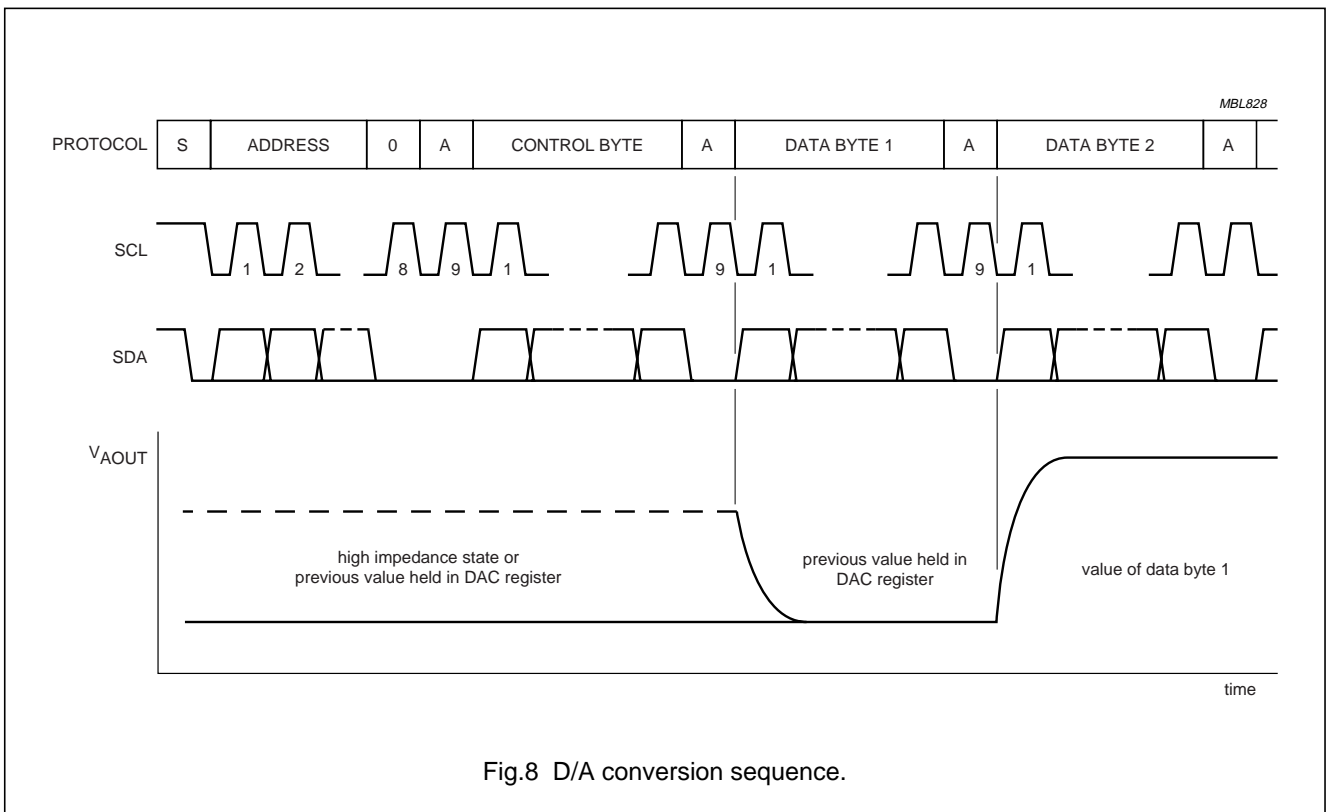 MBL828
PROTOCOL S ADDRESS 0 A CONTROL BYTE A DATA BYTE 1 A DATA BYTE 2 A
SCL
1 2 8 9 1 9 1 9 1
SDA
VAOUT
high impedance state or
previous value held in DAC register
previous value held in
DAC register
value of data byte 1
time
Fig.8 D/A conversion sequence.